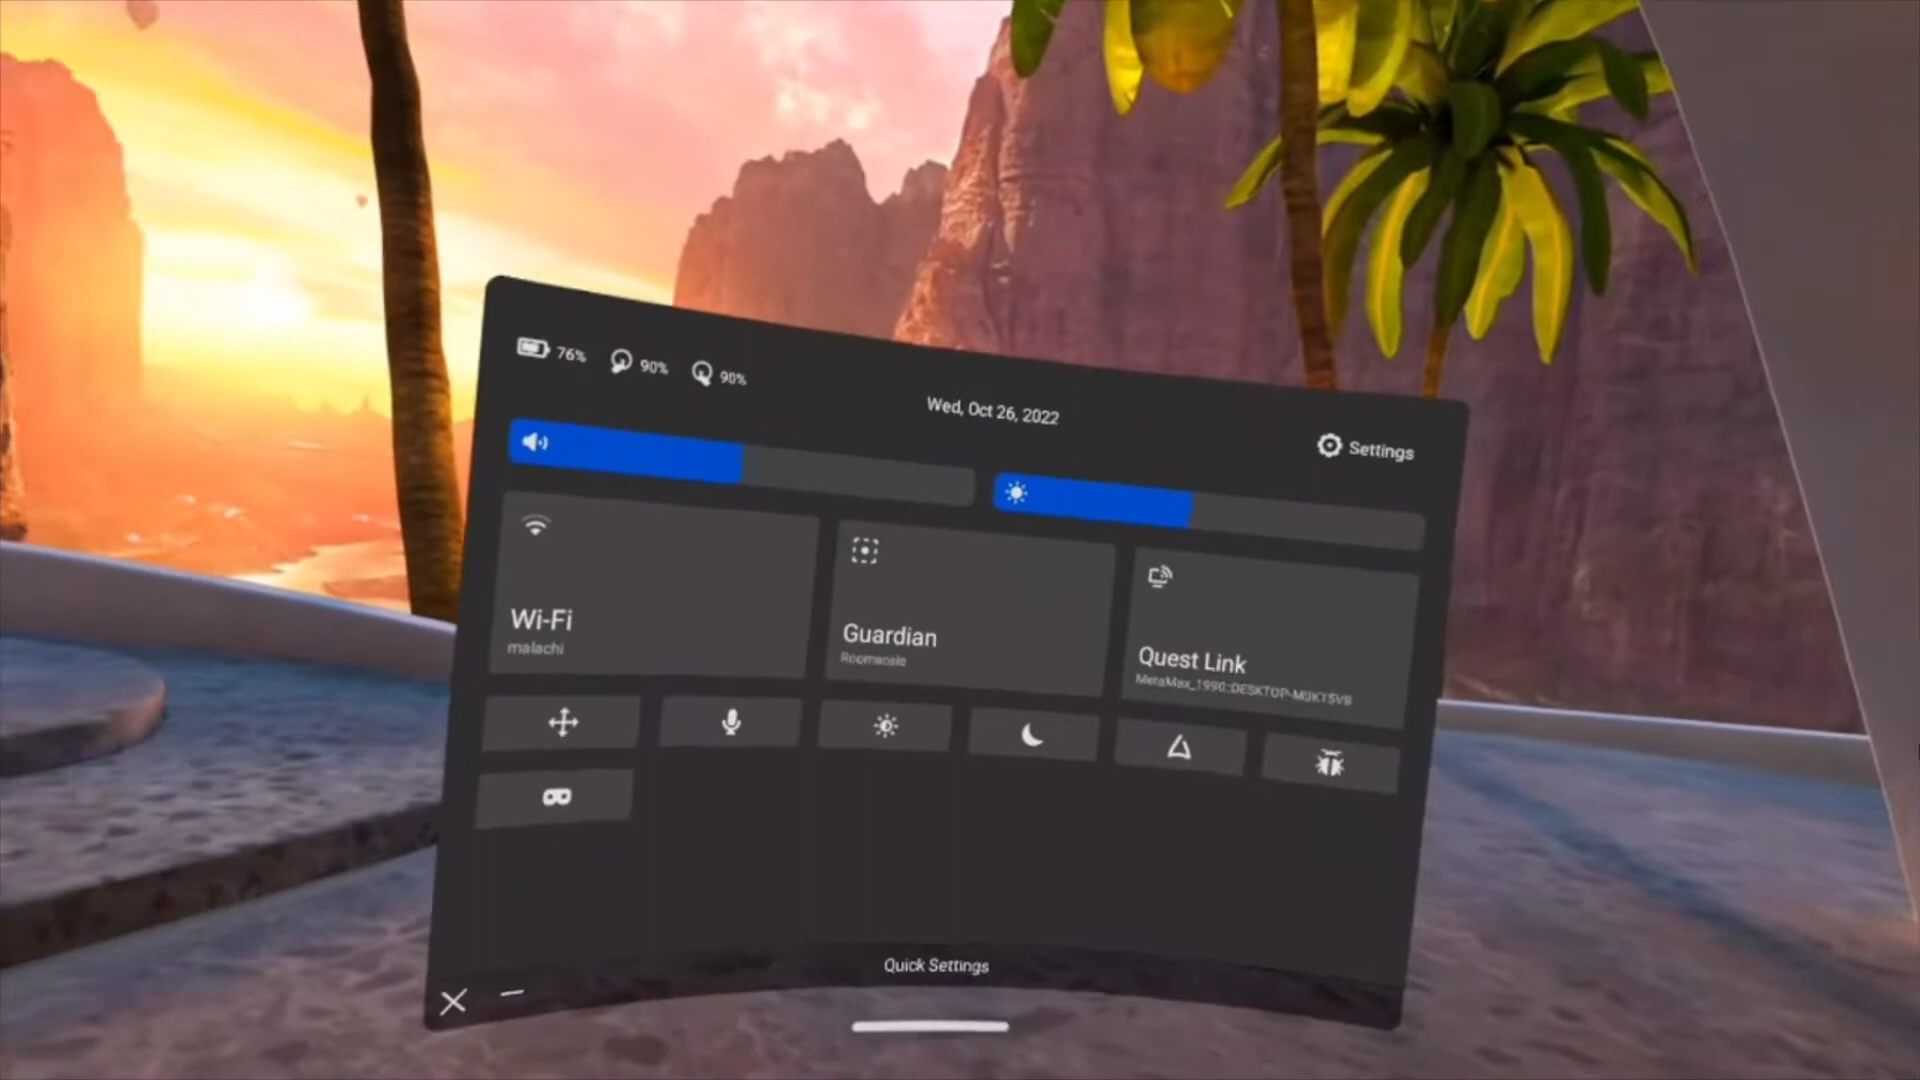 76%
90%
90%
Wed, Oct 26, 2022
Settings
Wi-Fi
malachi
Guardian
Roomscale
Quest Link
Quick Settings